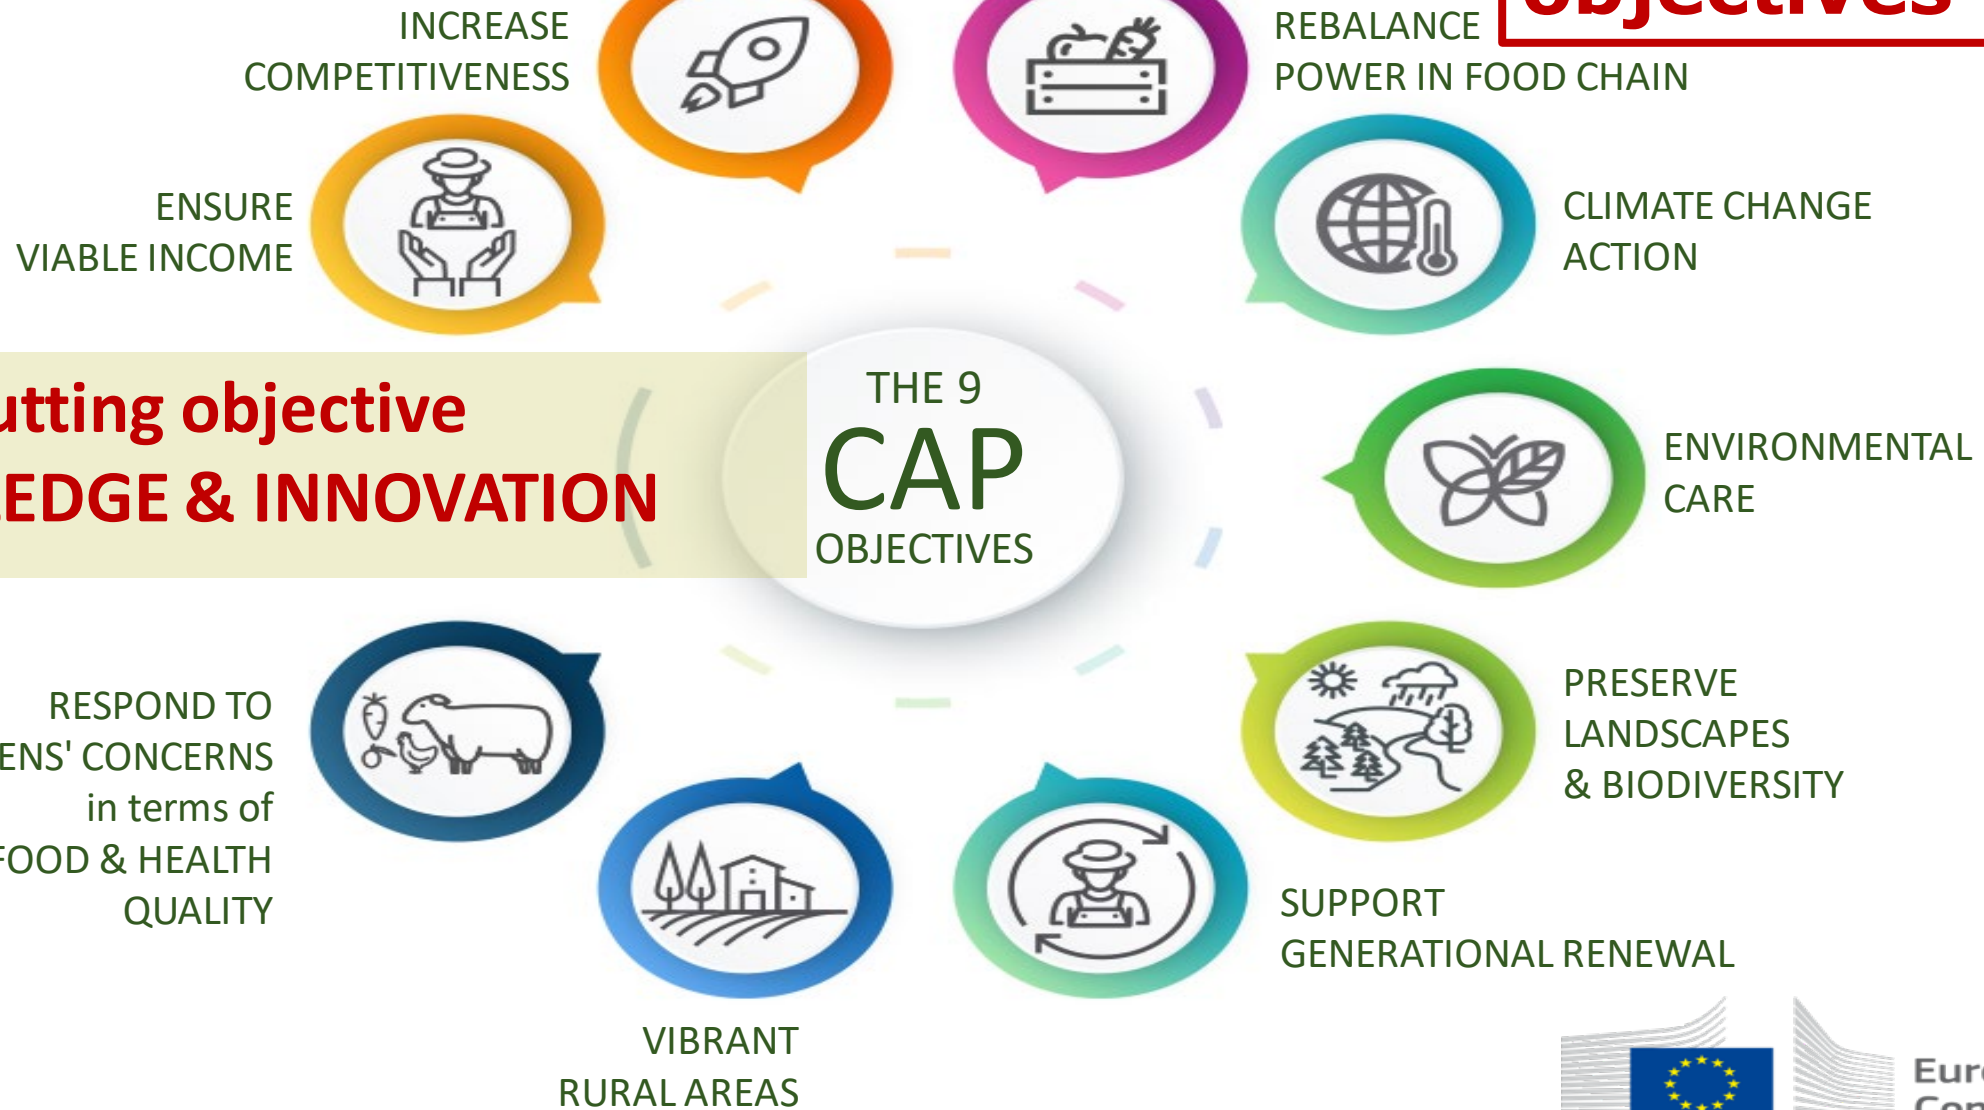 objectives
INCREASE
COMPETITIVENESS
REBALANCE
POWER IN FOOD CHAIN
ENSURE
VIABLE INCOME
CLIMATE CHANGE
ACTION
utting objective
EDGE & INNOVATION
THE 9
CAP
OBJECTIVES
ENVIRONMENTAL
CARE
RESPOND TO
ENS' CONCERNS
in terms of
FOOD & HEALTH
QUALITY
PRESERVE
LANDSCAPES
& BIODIVERSITY
SUPPORT
GENERATIONAL RENEWAL
VIBRANT
RURAL AREAS